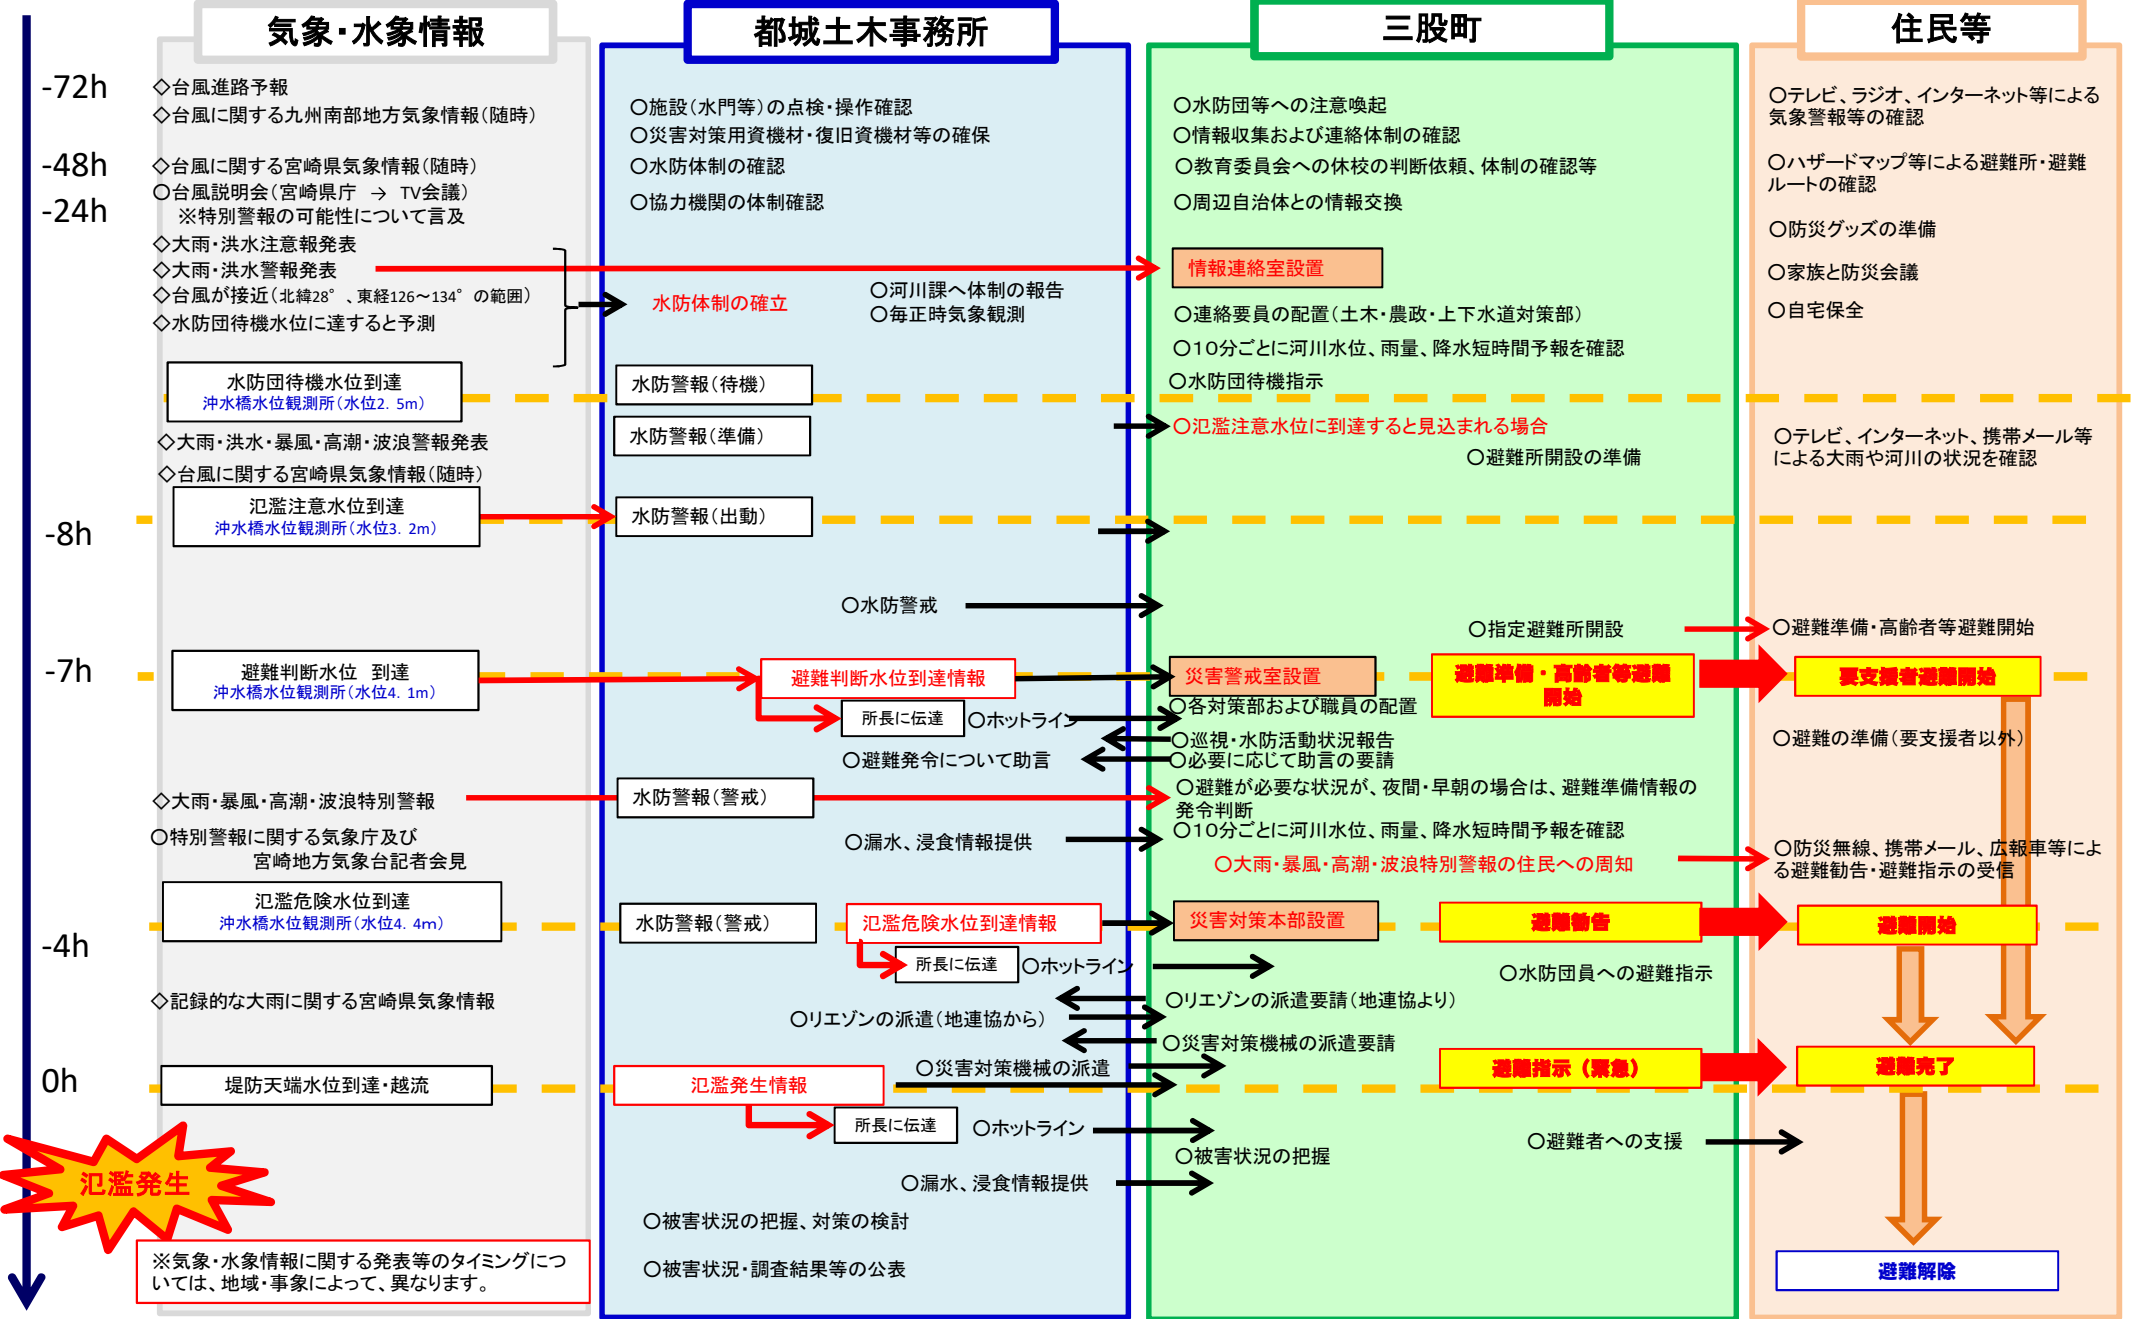 気象・水象情報
都城土木事務所
三股町
住民等
-72h
-48h
-24h
-8h
-7h
-4h
0h
◇台風進路予報
◇台風に関する九州南部地方気象情報(随時)
◇台風に関する宮崎県気象情報(随時)
○台風説明会(宮崎県庁 → TV会議)
※特別警報の可能性について言及
◇大雨・洪水注意報発表
◇大雨・洪水警報発表
◇台風が接近(北緯28°、東経126～134°の範囲)
◇水防団待機水位に達すると予測
水防団待機水位到達
沖水橋水位観測所(水位2.5m)
◇大雨・洪水・暴風・高潮・波浪警報発表
◇台風に関する宮崎県気象情報(随時)
氾濫注意水位到達
沖水橋水位観測所(水位3.2m)
避難判断水位 到達
沖水橋水位観測所(水位4.1m)
◇大雨・暴風・高潮・波浪特別警報
○特別警報に関する気象庁及び
宮崎地方気象台記者会見
氾濫危険水位到達
沖水橋水位観測所(水位4.4m)
◇記録的な大雨に関する宮崎県気象情報
堤防天端水位到達・越流
氾濫発生
※気象・水象情報に関する発表等のタイミングにつ
いては、地域・事象によって、異なります。
○施設(水門等)の点検・操作確認
○災害対策用資機材・復旧資機材等の確保
○水防体制の確認
○協力機関の体制確認
水防体制の確立
○河川課へ体制の報告
○毎正時気象観測
水防警報(待機)
水防警報(準備)
水防警報(出動)
○水防警戒
避難判断水位到達情報
所長に伝達
○ホットライン
○避難発令について助言
水防警報(警戒)
○漏水、浸食情報提供
水防警報(警戒)
氾濫危険水位到達情報
所長に伝達
○ホットライン
○リエゾンの派遣(地連協から)
○災害対策機械の派遣
氾濫発生情報
所長に伝達
○ホットライン
○漏水、浸食情報提供
○被害状況の把握、対策の検討
○被害状況・調査結果等の公表
○水防団等への注意喚起
○情報収集および連絡体制の確認
○教育委員会への休校の判断依頼、体制の確認等
○周辺自治体との情報交換
情報連絡室設置
○連絡要員の配置(土木・農政・上下水道対策部)
○10分ごとに河川水位、雨量、降水短時間予報を確認
○水防団待機指示
○氾濫注意水位に到達すると見込まれる場合
○避難所開設の準備
○指定避難所開設
災害警戒室設置
避難準備・高齢者等避難
開始
○各対策部および職員の配置
○巡視・水防活動状況報告
○必要に応じて助言の要請
○避難が必要な状況が、夜間・早朝の場合は、避難準備情報の
発令判断
○10分ごとに河川水位、雨量、降水短時間予報を確認
○大雨・暴風・高潮・波浪特別警報の住民への周知
災害対策本部設置
避難勧告
○水防団員への避難指示
○リエゾンの派遣要請(地連協より)
○災害対策機械の派遣要請
避難指示(緊急)
○避難者への支援
○被害状況の把握
○テレビ、ラジオ、インターネット等による
気象警報等の確認
○ハザードマップ等による避難所・避難
ルートの確認
○防災グッズの準備
○家族と防災会議
○自宅保全
○テレビ、インターネット、携帯メール等
による大雨や河川の状況を確認
○避難準備・高齢者等避難開始
要支援者避難開始
○避難の準備(要支援者以外)
○防災無線、携帯メール、広報車等によ
る避難勧告・避難指示の受信
避難開始
避難完了
避難解除